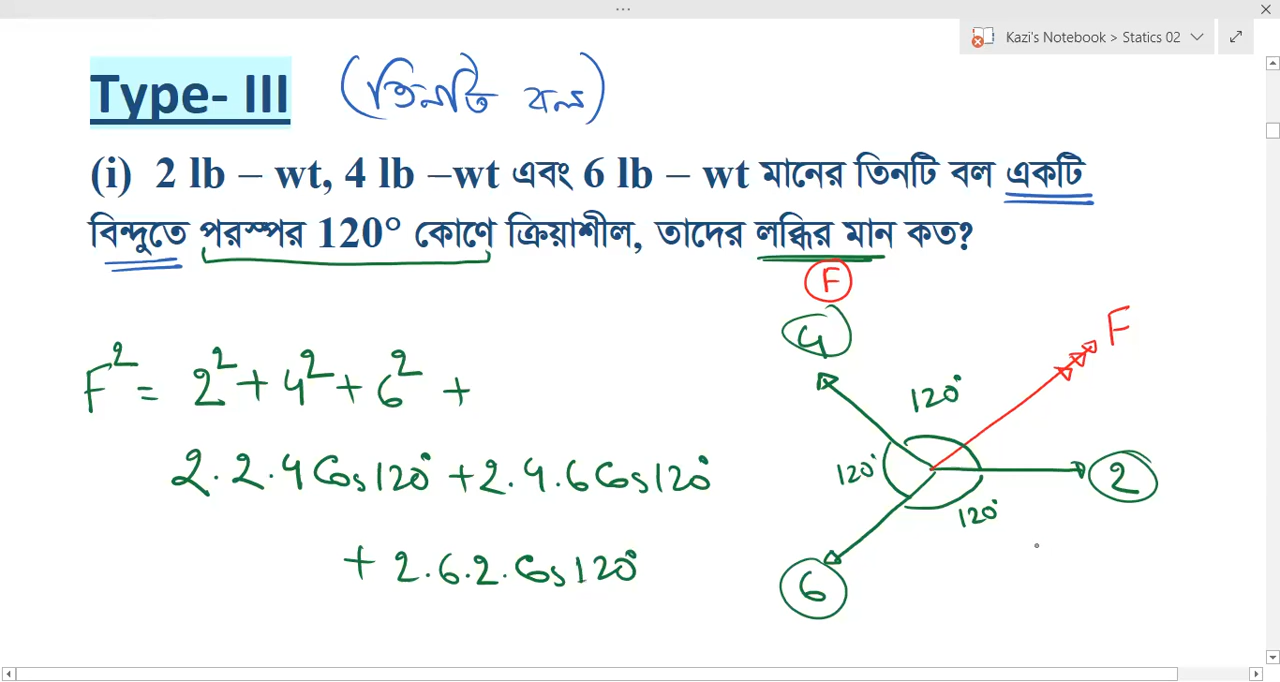 Kazi's Notebook > Statics 02
Type- III (তিনটি বল)
(i) 2 lb – wt, 4 lb –wt এবং 6 lb – wt মানের তিনটি বল একটি
বিন্দুতে পরস্পর 120° কোণে ক্রিয়াশীল, তাদের লব্ধির মান কত?
F
4
F
F² = 2² + 4² + 6² +
120°
2.2.4 Cos120° + 2.4.6 Cos120°
120°
2
120°
+ 2.6.2. Cos120°
6